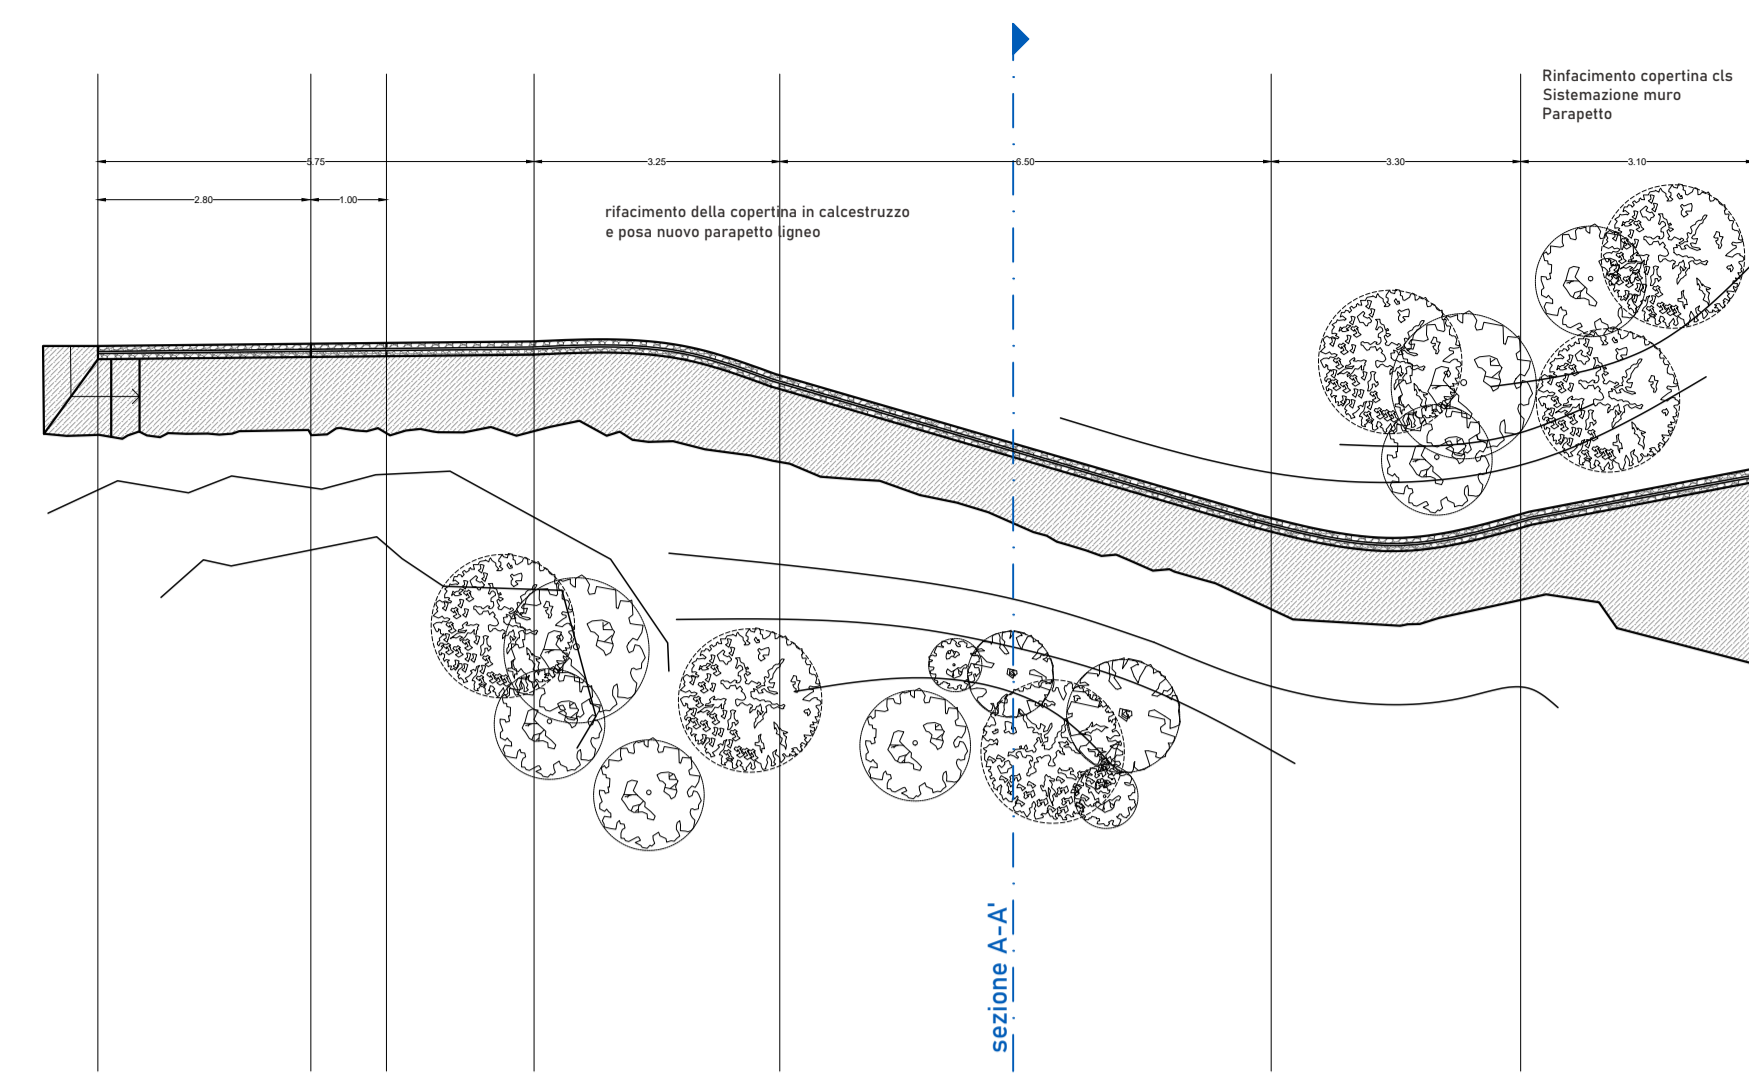 Rinfacimento copertina cls
Sistemazione muro
Parapetto
5.75
3.25
6.50
3.30
3.10
2.80
1.00
rifacimento della copertina in calcestruzzo
e posa nuovo parapetto ligneo
sezione A-A'